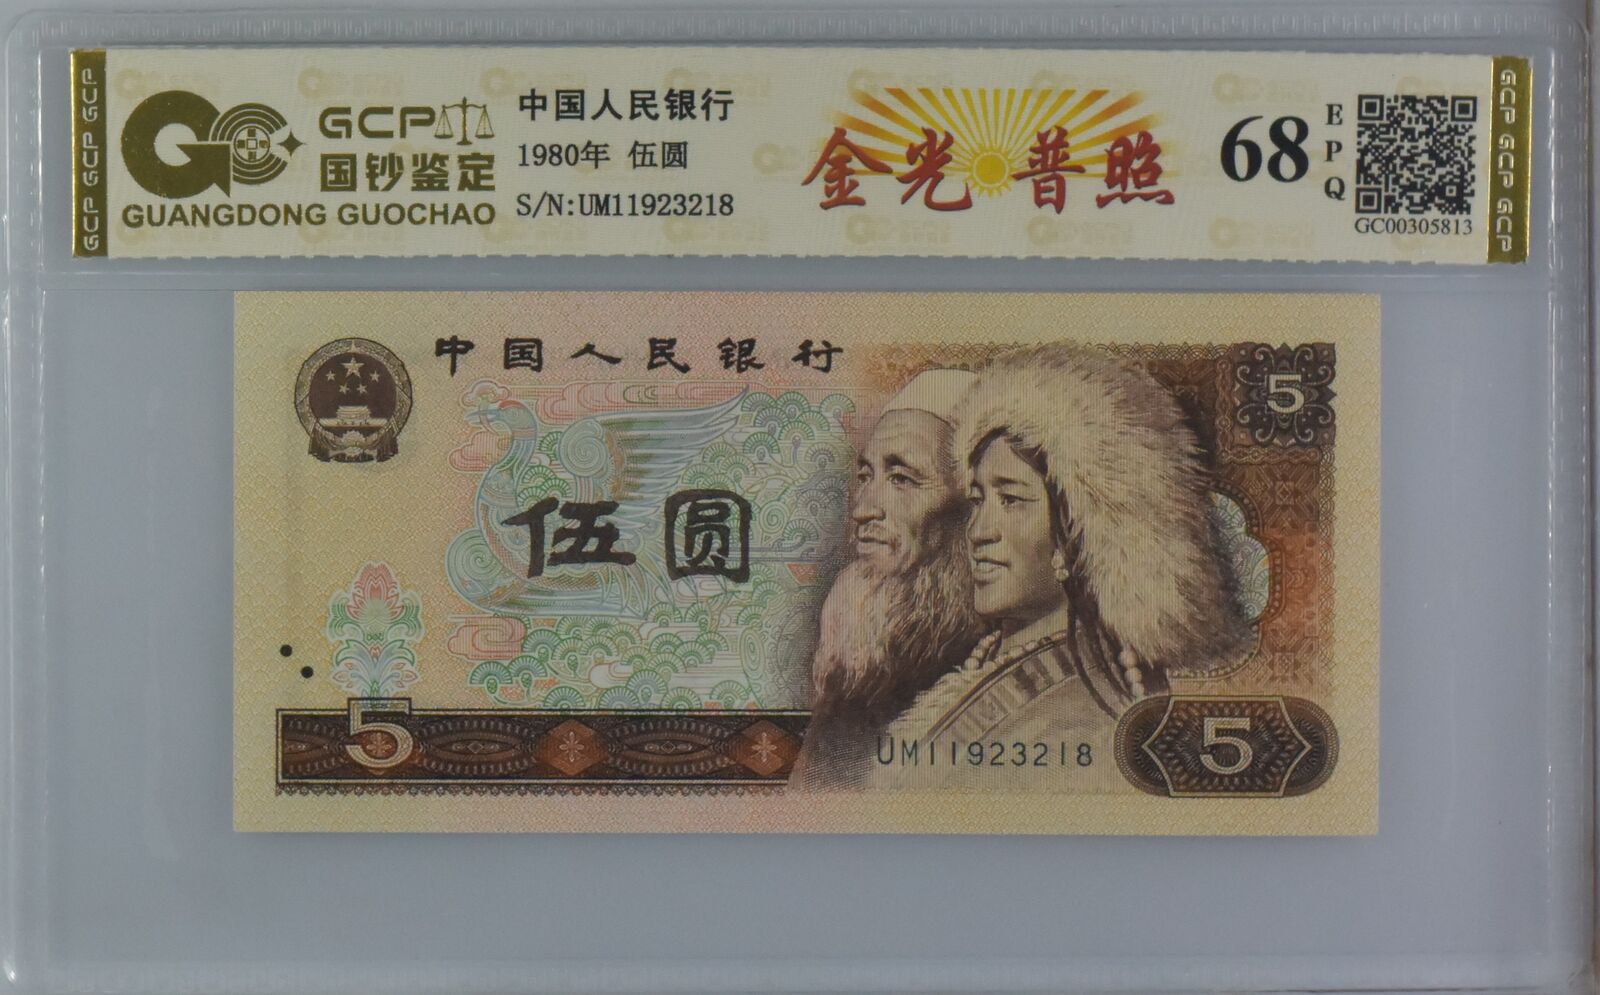 GCP GCP GCP
GCP
国钞鉴定
GUANGDONG GUOCHAO
中国人民银行
1980年 伍圆
S/N:UM11923218
金光普照
68
EPQ
GC00305813
GCP GCP GCP
中国人民银行
5
伍圆
5
UM11923218
5